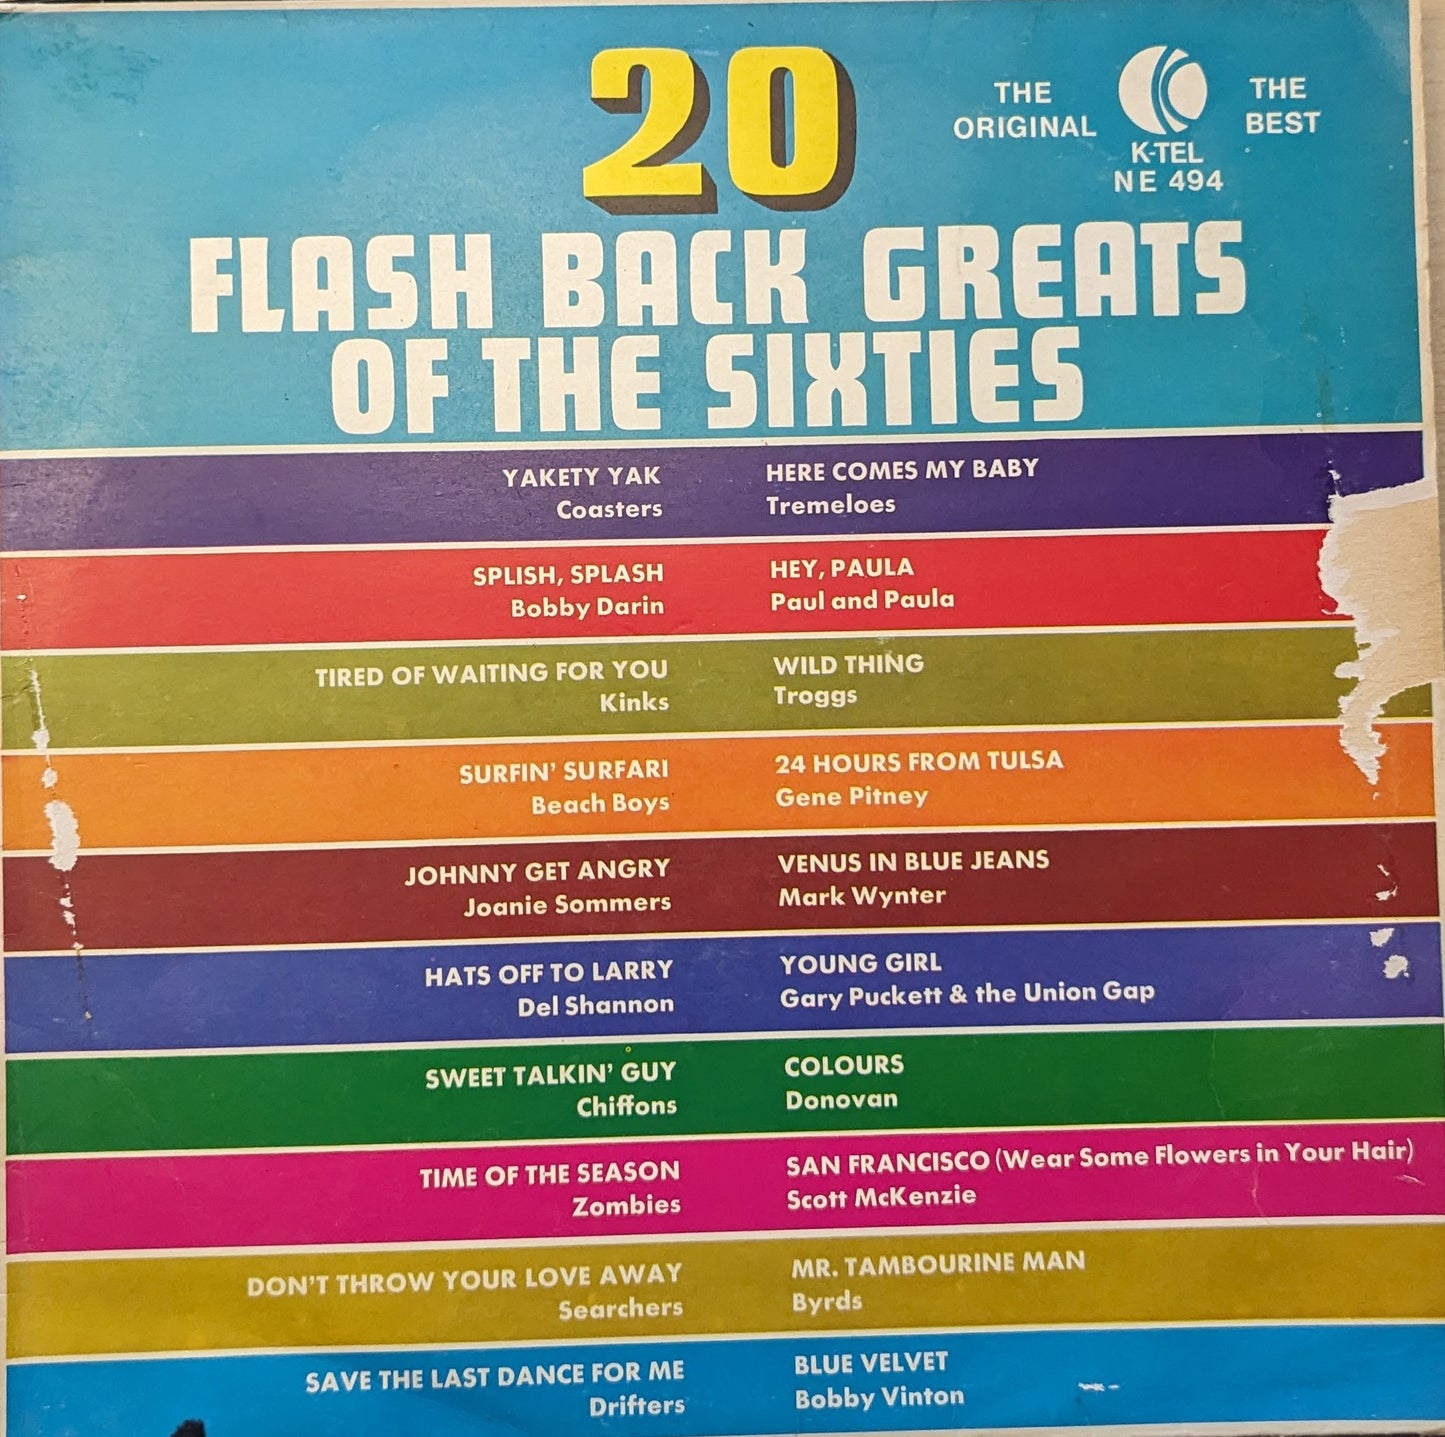 20
THE ORIGINAL
K-TEL
NE 494
THE BEST
FLASH BACK GREATS
OF THE SIXTIES
YAKETY YAK
Coasters
HERE COMES MY BABY
Tremeloes
SPLISH, SPLASH
Bobby Darin
HEY, PAULA
Paul and Paula
TIRED OF WAITING FOR YOU
Kinks
WILD THING
Troggs
SURFIN' SURFARI
Beach Boys
24 HOURS FROM TULSA
Gene Pitney
JOHNNY GET ANGRY
Joanie Sommers
VENUS IN BLUE JEANS
Mark Wynter
HATS OFF TO LARRY
Del Shannon
YOUNG GIRL
Gary Puckett & the Union Gap
SWEET TALKIN' GUY
Chiffons
COLOURS
Donovan
TIME OF THE SEASON
Zombies
SAN FRANCISCO (Wear Some Flowers in Your Hair)
Scott McKenzie
DON'T THROW YOUR LOVE AWAY
Searchers
MR. TAMBOURINE MAN
Byrds
SAVE THE LAST DANCE FOR ME
Drifters
BLUE VELVET
Bobby Vinton